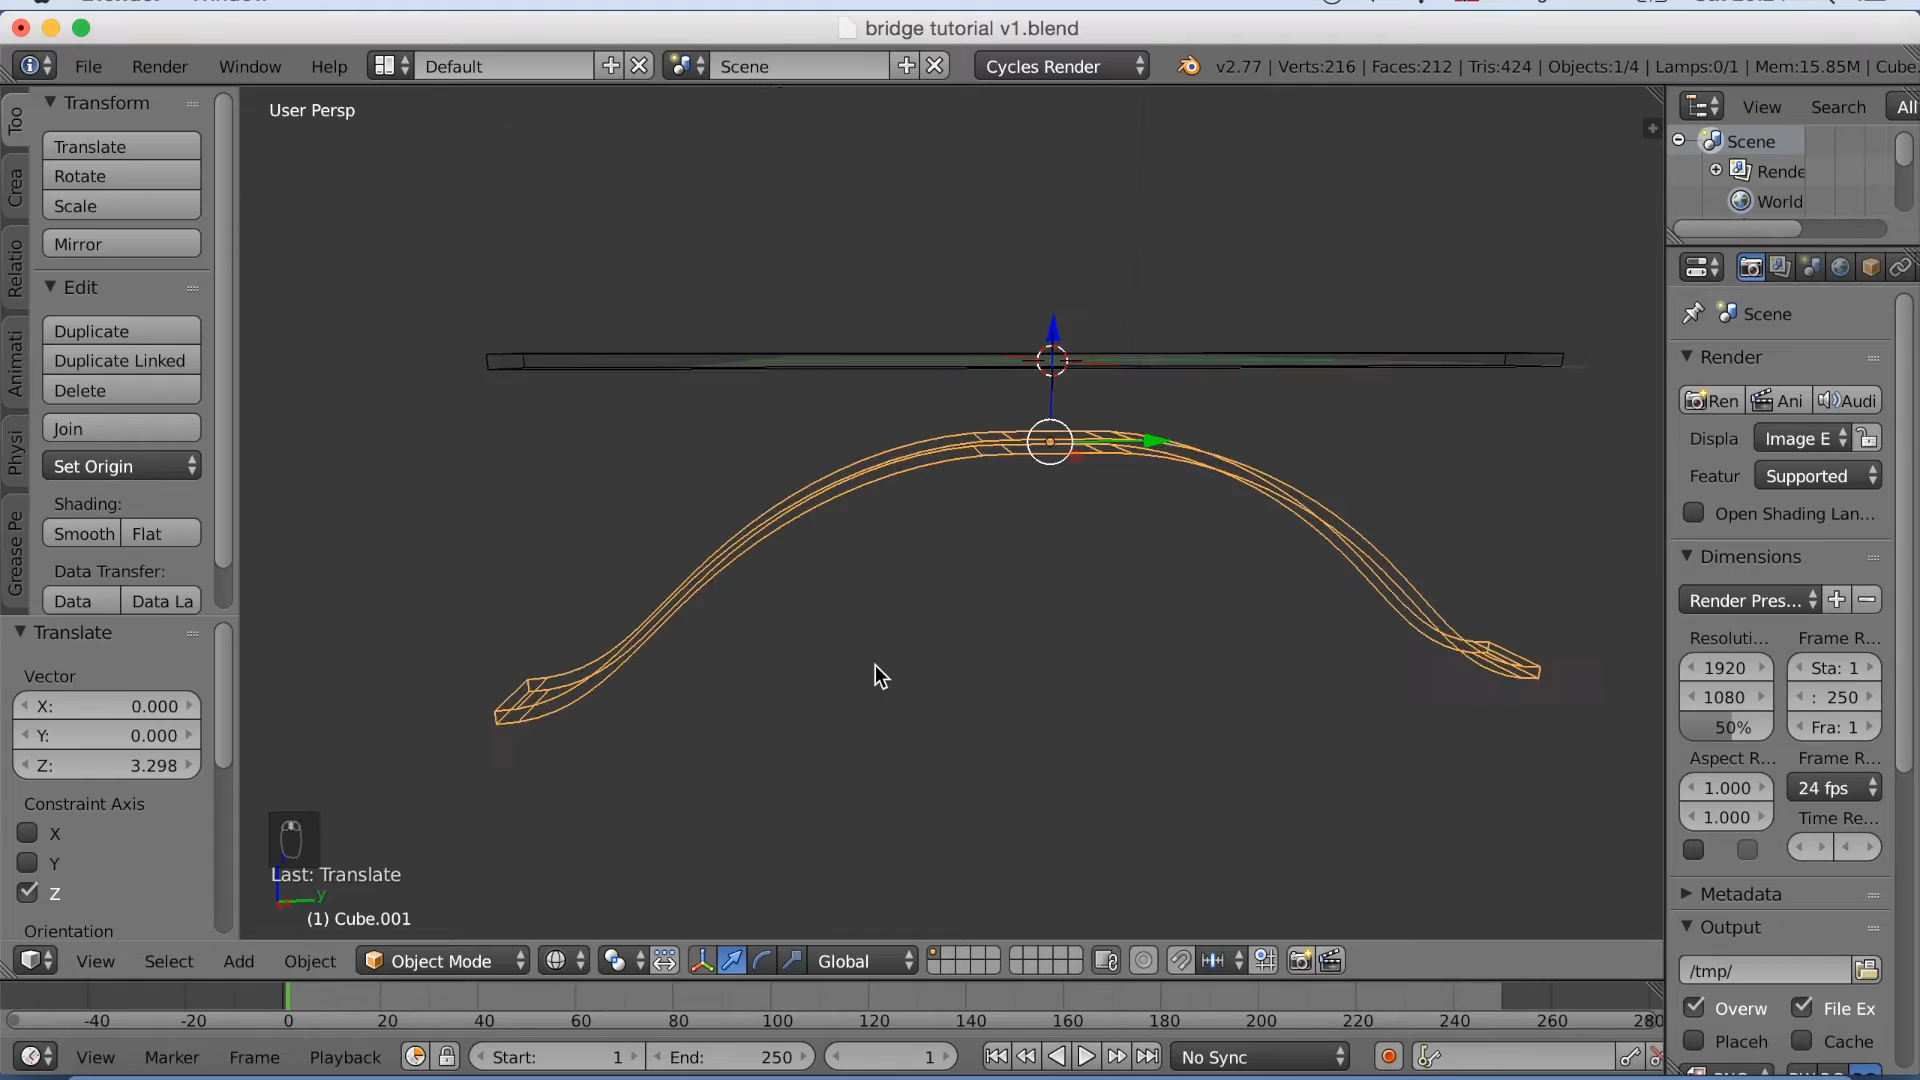 bridge tutorial v1.blend
File Render Window Help Default Scene Cycles Render v2.77 | Verts:216 | Faces:212 | Tris:424 | Objects:1/4 | Lamps:0/1 | Mem:15.85M | Cube
Too
Crea
Relatio
Animati
Physi
Grease Pe
Transform
Translate
Rotate
Scale
Mirror
Edit
Duplicate
Duplicate Linked
Delete
Join
Set Origin
Shading:
Smooth Flat
Data Transfer:
Data Data La
Translate
Vector
X: 0.000
Y: 0.000
Z: 3.298
Constraint Axis
X
Y
Z
Orientation
User Persp
Last: Translate
y
(1) Cube.001
View Search All
Scene
Rende
World
Scene
Render
Ren Ani Audi
Displa Image E
Featur Supported
Open Shading Lan...
Dimensions
Render Pres...
Resoluti... Frame R...
1920 Sta: 1
1080 : 250
50% Fra: 1
Aspect R... Frame R...
1.000 24 fps
1.000 Time Re...
Metadata
Output
/tmp/
Overw File Ex
Placeh Cache
View Select Add Object Object Mode Global
-40 -20 0 20 40 60 80 100 120 140 160 180 200 220 240 260 280
View Marker Frame Playback Start: 1 End: 250 1 No Sync